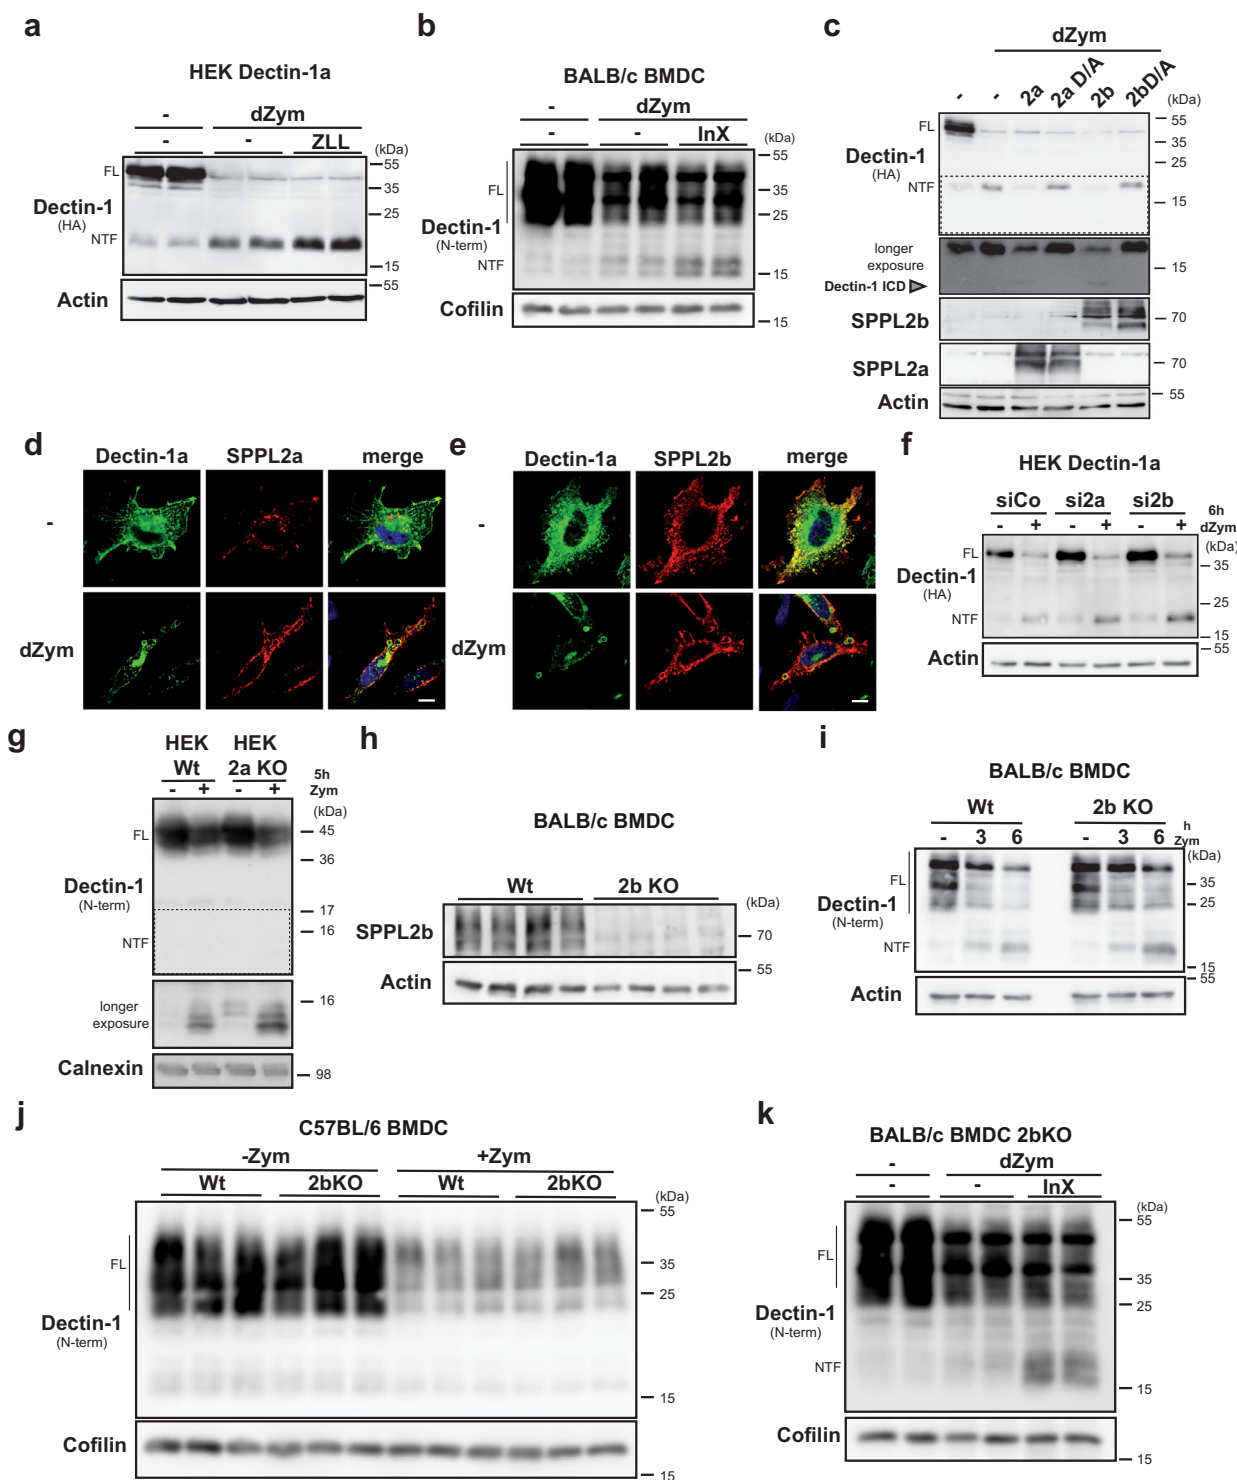 a
HEK Dectin-1a
- dZym
- - ZLL (kDa)
FL 55
35
Dectin-1 25
(HA)
NTF
15
55
Actin
b
BALB/c BMDC
- dZym
- - InX (kDa)
55
FL 35
25
Dectin-1
(N-term)
NTF 15
Cofilin
15
c
dZym
- - 2a 2a D/A 2b 2bD/A
(kDa)
FL 55
35
Dectin-1 25
(HA)
NTF
longer
exposure 15
Dectin-1 ICD
SPPL2b 70
SPPL2a 70
55
Actin
d
Dectin-1a SPPL2a merge
-
dZym
e
Dectin-1a SPPL2b merge
-
dZym
f
HEK Dectin-1a
siCo si2a si2b 6h
- + - + - + dZym
(kDa)
FL 35
Dectin-1
(HA) 25
NTF
15
55
Actin
g
HEK HEK
Wt 2a KO 5h
- + - + Zym
(kDa)
FL 45
36
Dectin-1
(N-term)
17
16
NTF
16
longer
exposure
Calnexin 98
h
BALB/c BMDC
Wt 2b KO
(kDa)
SPPL2b 70
55
Actin
i
BALB/c BMDC
Wt 2b KO h
- 3 6 - 3 6 Zym
(kDa)
FL 35
Dectin-1 25
(N-term)
NTF
15
55
Actin
j
C57BL/6 BMDC
-Zym +Zym
Wt 2bKO Wt 2bKO (kDa)
55
FL 35
25
Dectin-1
(N-term)
15
Cofilin
15
k
BALB/c BMDC 2bKO
- dZym
- - InX (kDa)
55
FL
35
Dectin-1 25
(N-term)
NTF
15
Cofilin
15